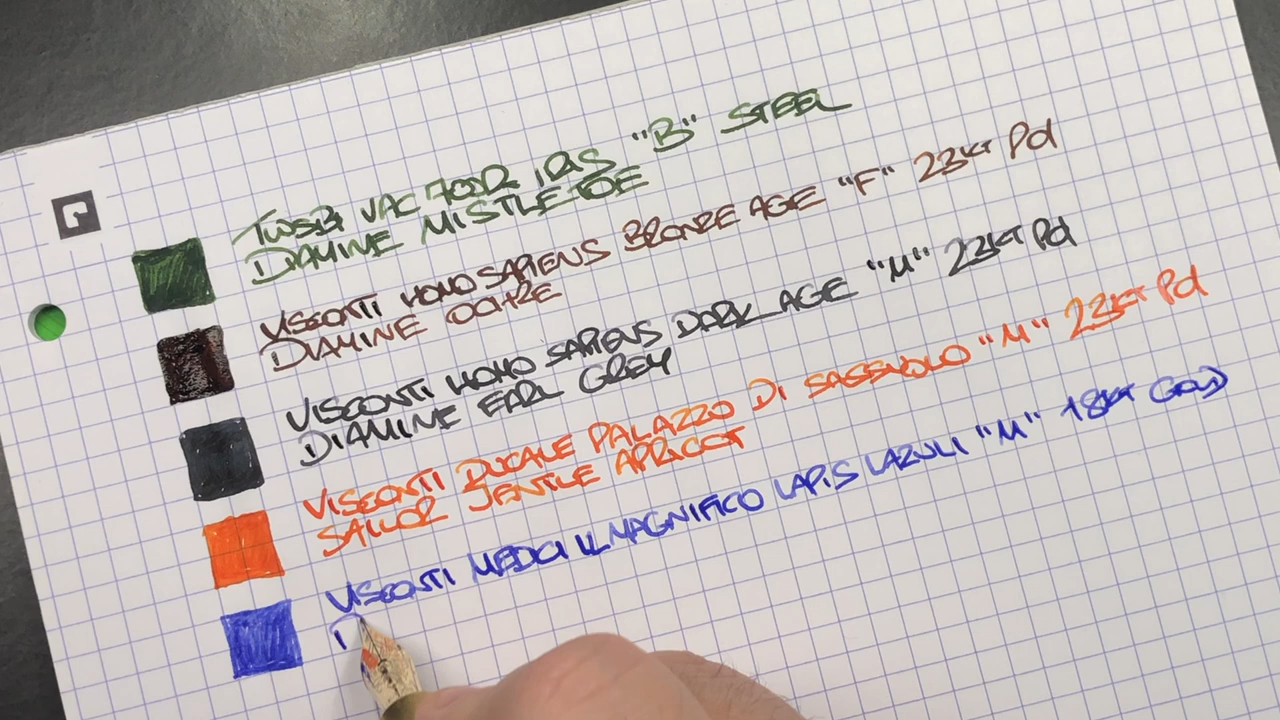 TWSBI VAC 700R IRIS "B" STEEL
DIAMINE MISTLETOE
VISCONTI HOMO SAPIENS BRONZE AGE "F" 23KT Pd
DIAMINE OCHRE
VISCONTI HOMO SAPIENS DARK AGE "M" 23KT Pd
DIAMINE EARL GREY
VISCONTI DUCALE PALAZZO DI SASSUOLO "M" 23KT Pd
SAILOR JENTLE APRICOT
VISCONTI MEDICI IL MAGNIFICO LAPIS LAZULI "M" 18KT GOLD
D